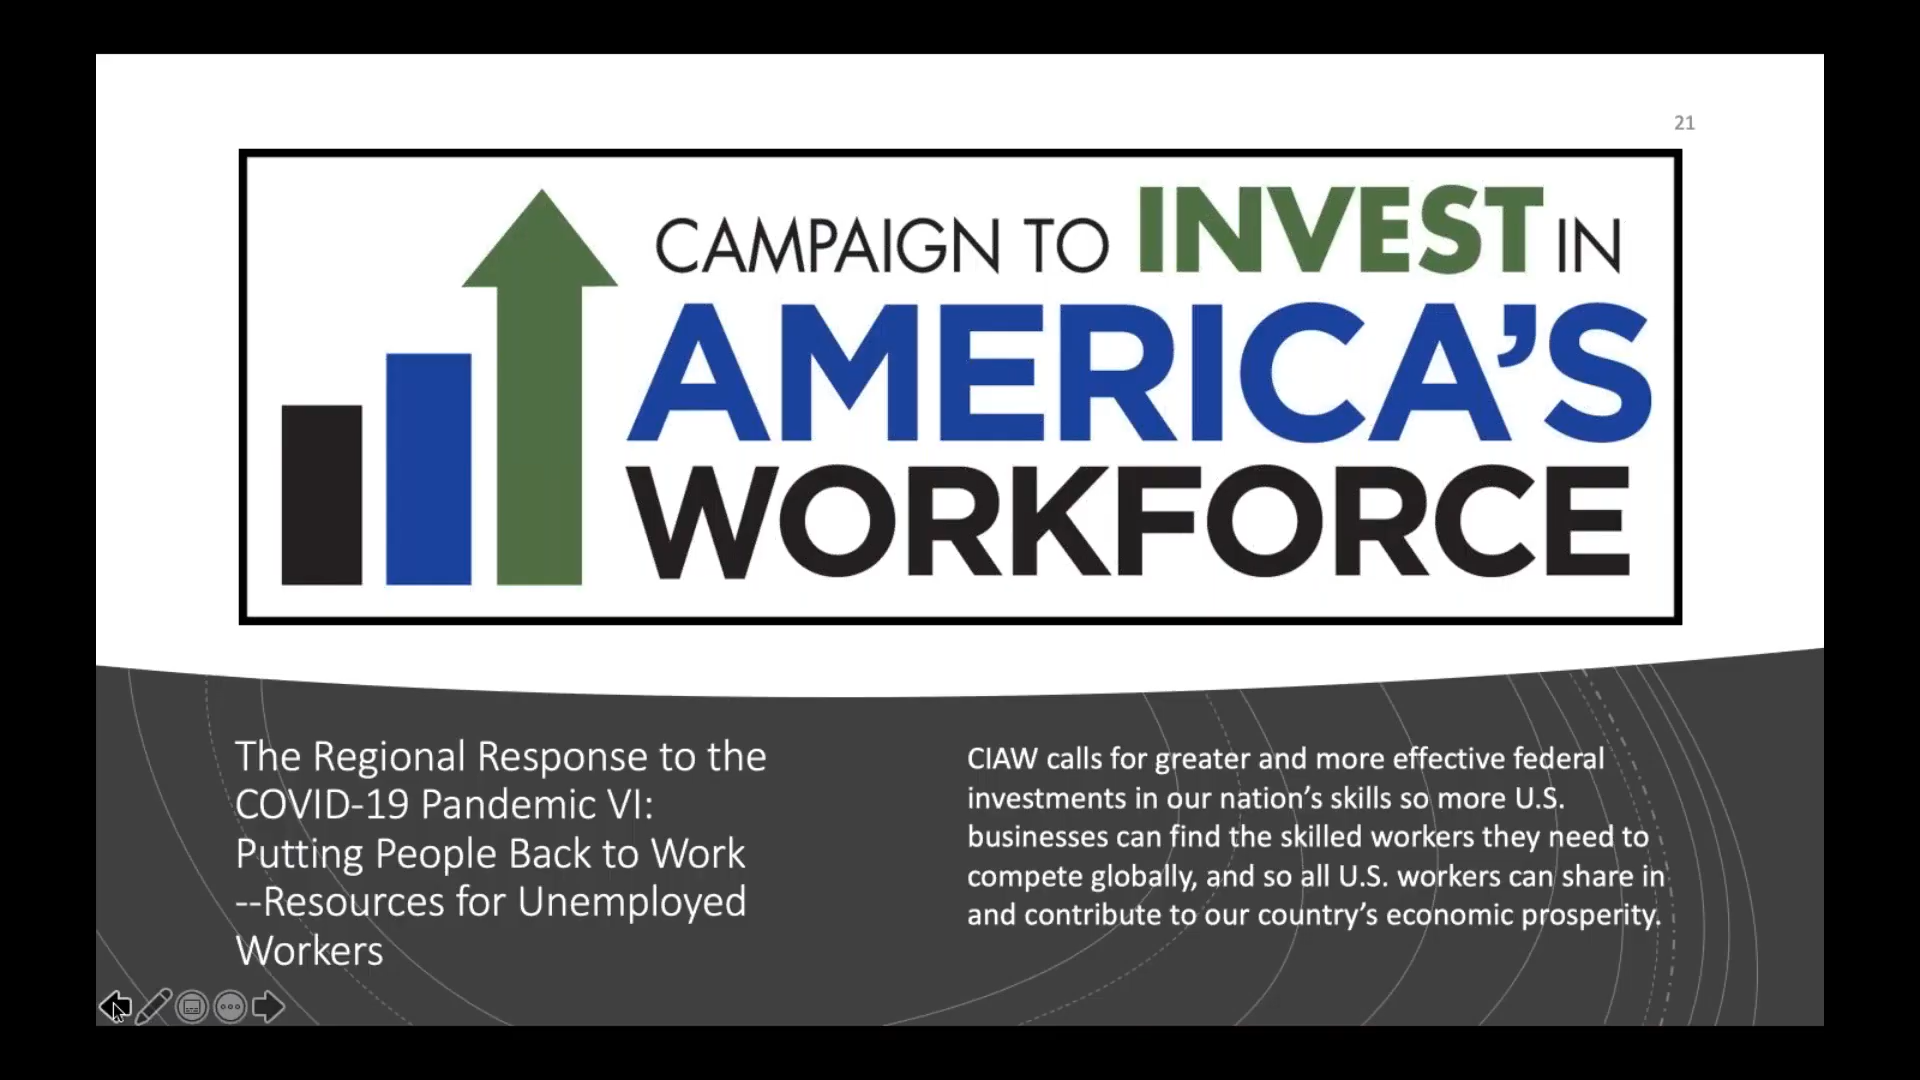 21
CAMPAIGN TO INVEST IN
AMERICA'S
WORKFORCE
The Regional Response to the
COVID-19 Pandemic VI:
Putting People Back to Work
--Resources for Unemployed
Workers
CIAW calls for greater and more effective federal
investments in our nation’s skills so more U.S.
businesses can find the skilled workers they need to
compete globally, and so all U.S. workers can share in
and contribute to our country’s economic prosperity.